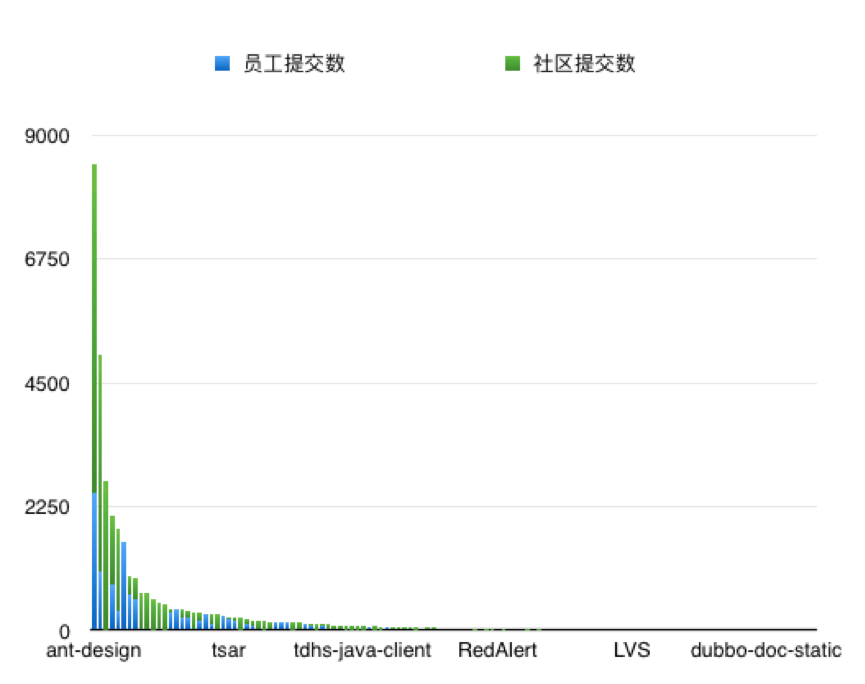 员工提交数 社区提交数
9000
6750
4500
2250
0
ant-design tsar tdhs-java-client RedAlert LVS dubbo-doc-static